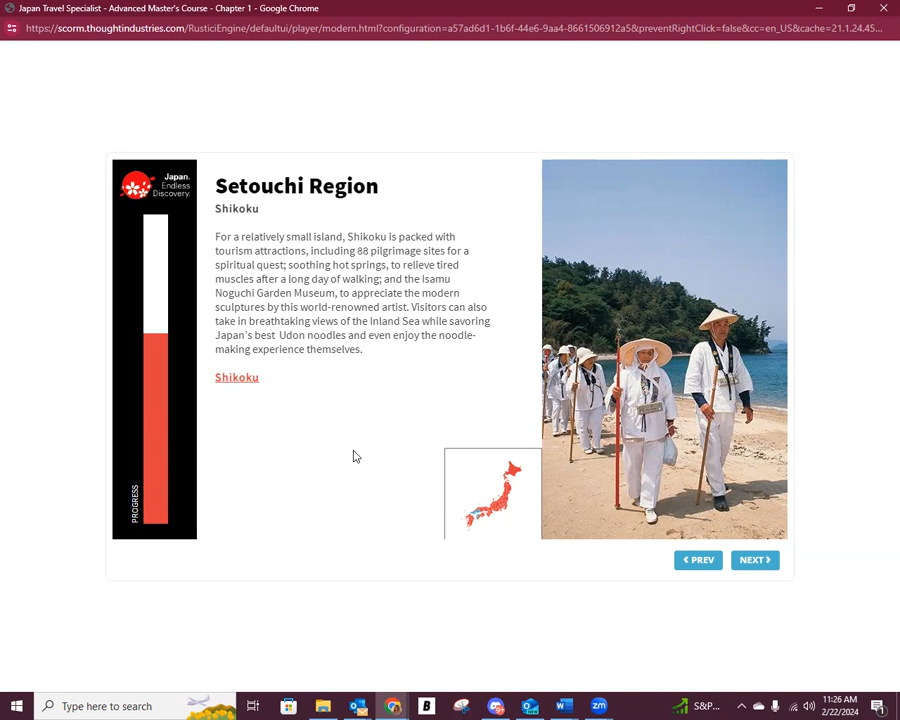 Japan Travel Specialist - Advanced Master's Course - Chapter 1 - Google Chrome
https://scorm.thoughtindustries.com/RusticiEngine/defaultui/player/modern.html?configuration=a57ad6d1-1b6f-44e6-9aa4-8661506912a5&preventRightClick=false&cc=en_US&cache=21.1.24.45...
Japan.
Endless
Discovery.
PROGRESS
Setouchi Region
Shikoku
For a relatively small island, Shikoku is packed with
tourism attractions, including 88 pilgrimage sites for a
spiritual quest; soothing hot springs, to relieve tired
muscles after a long day of walking; and the Isamu
Noguchi Garden Museum, to appreciate the modern
sculptures by this world-renowned artist. Visitors can also
take in breathtaking views of the Inland Sea while savoring
Japan's best Udon noodles and even enjoy the noodle-
making experience themselves.
Shikoku
PREV
NEXT
Type here to search
B
W
zm
S&P...
11:26 AM
2/22/2024
1